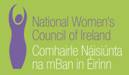 National Women's
Council of Ireland
Comhairle Náisiúnta
na mBan in Éirinn